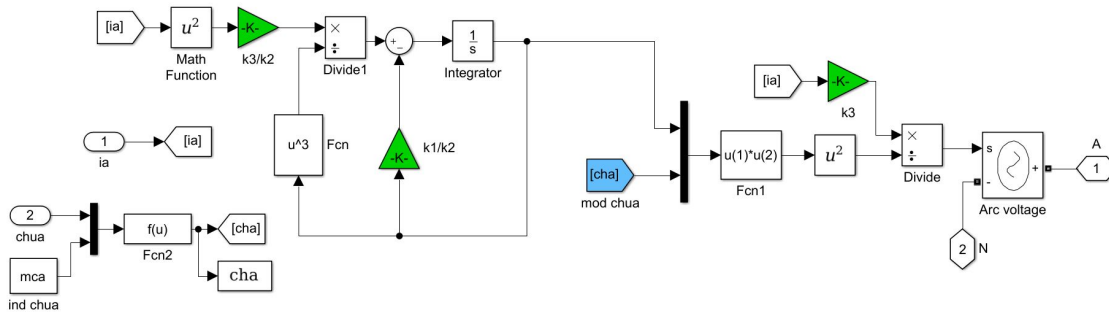 [ia]
u²
Math
Function
-K-
k3/k2
×
÷
Divide1
+
-
1
s
Integrator
u^3
Fcn
-K-
k1/k2
1
ia
[ia]
2
chua
mca
ind chua
f(u)
Fcn2
[cha]
cha
[cha]
mod chua
u(1)*u(2)
Fcn1
u²
[ia]
-K-
k3
×
÷
Divide
s
-
+
Arc voltage
A
1
2
N